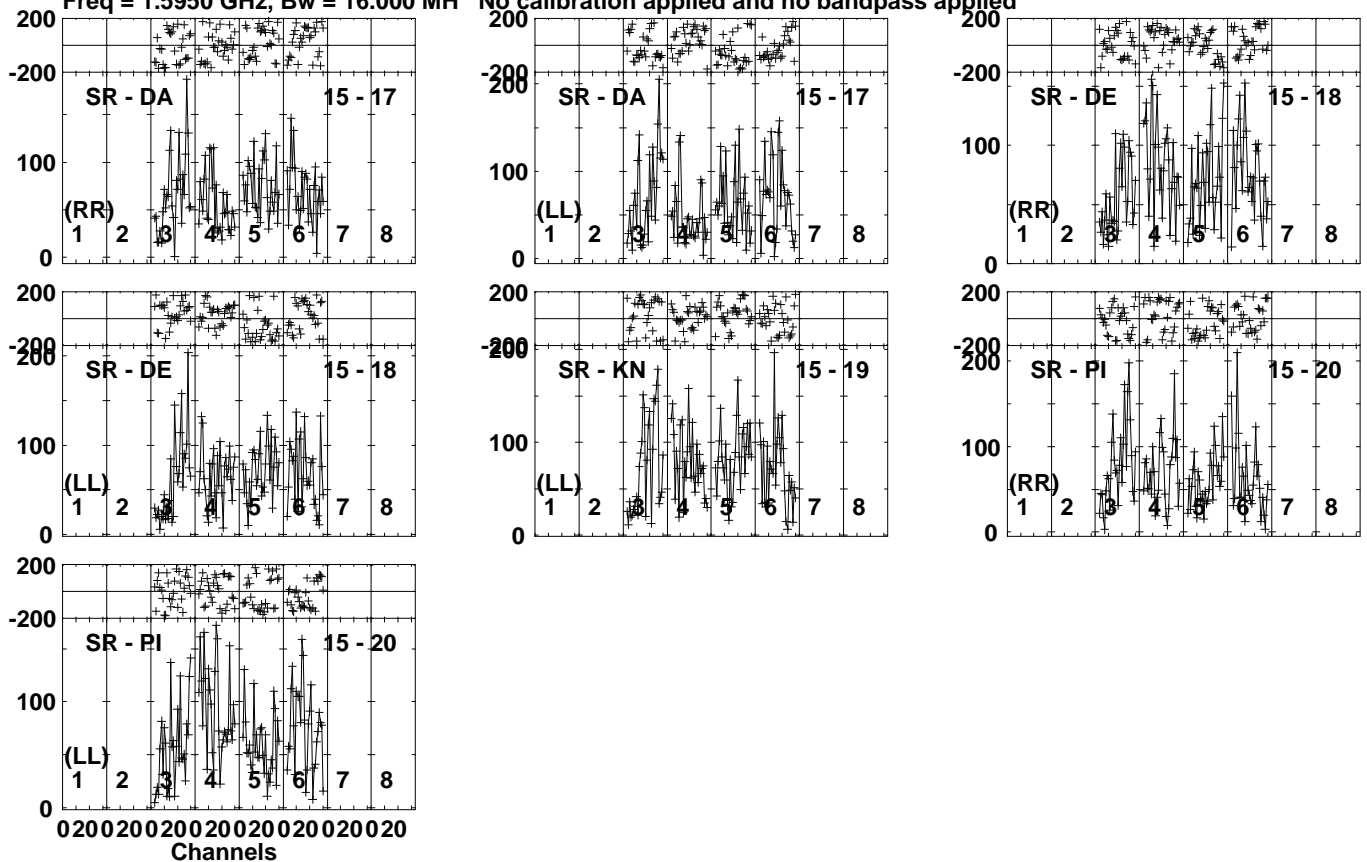 Freq = 1.5950 GHz, Bw = 16.000 MH No calibration applied and no bandpass applied
200
-200
SR - DA 15 - 17
100
(RR)
1 2 3 4 5 6 7 8
0
200
-200
200
SR - DA 15 - 17
100
(LL)
1 2 3 4 5 6 7 8
0
200
-200
SR - DE 15 - 18
100
(RR)
1 2 3 4 5 6 7 8
0
200
-200
200
SR - DE 15 - 18
100
(LL)
1 2 3 4 5 6 7 8
0
200
-200
200
SR - KN 15 - 19
100
(LL)
1 2 3 4 5 6 7 8
0
200
-200
200
SR - PI 15 - 20
100
(RR)
1 2 3 4 5 6 7 8
0
200
-200
SR - PI 15 - 20
100
(LL)
1 2 3 4 5 6 7 8
0
0 20 0 20 0 20 0 20 0 20 0 20 0 20 0 20
Channels